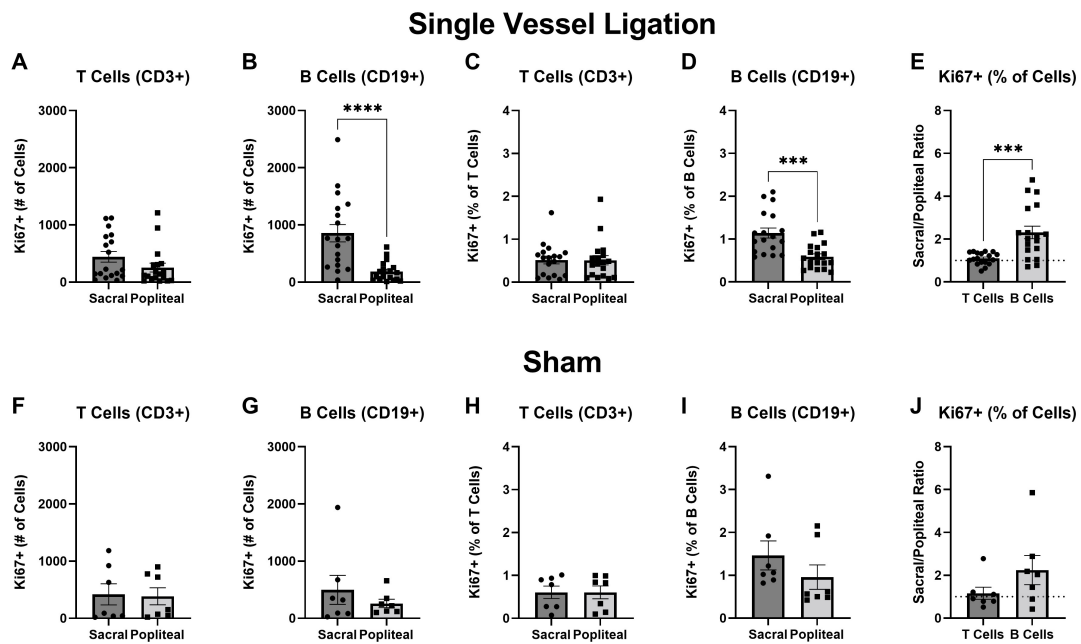 Single Vessel Ligation
A
T Cells (CD3+)
Ki67+ (# of Cells)
3000
2000
1000
0
Sacral Popliteal
B
B Cells (CD19+)
Ki67+ (# of Cells)
3000
2000
1000
0
****
Sacral Popliteal
C
T Cells (CD3+)
Ki67+ (% of T Cells)
4
3
2
1
0
Sacral Popliteal
D
B Cells (CD19+)
Ki67+ (% of B Cells)
4
3
2
1
0
***
Sacral Popliteal
E
Ki67+ (% of Cells)
Sacral/Popliteal Ratio
8
6
4
2
0
***
T Cells B Cells
Sham
F
T Cells (CD3+)
Ki67+ (# of Cells)
3000
2000
1000
0
Sacral Popliteal
G
B Cells (CD19+)
Ki67+ (# of Cells)
3000
2000
1000
0
Sacral Popliteal
H
T Cells (CD3+)
Ki67+ (% of T Cells)
4
3
2
1
0
Sacral Popliteal
I
B Cells (CD19+)
Ki67+ (% of B Cells)
4
3
2
1
0
Sacral Popliteal
J
Ki67+ (% of Cells)
Sacral/Popliteal Ratio
8
6
4
2
0
T Cells B Cells